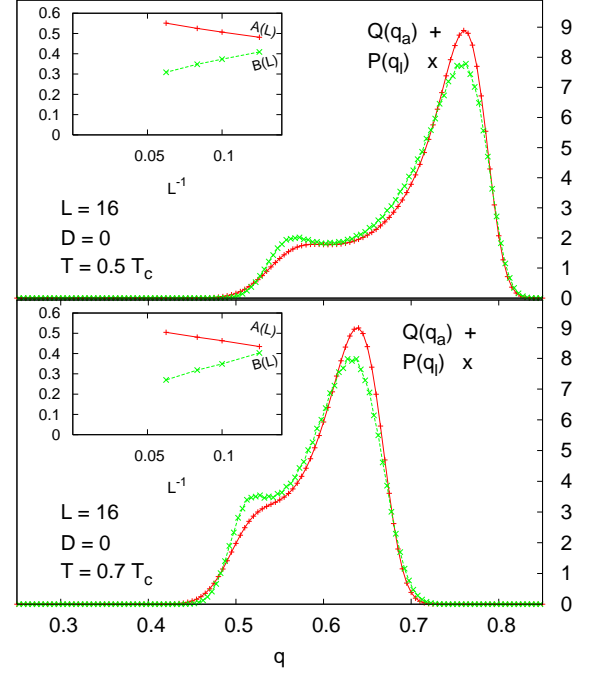 0.6
0.5
0.4
0.3
0.2
0.1
0
0.05 0.1
L⁻¹
A(L)
B(L)
Q(qₐ) +
P(qₗ) x
L = 16
D = 0
T = 0.5 T_c
9
8
7
6
5
4
3
2
1
0
0.6
0.5
0.4
0.3
0.2
0.1
0
0.05 0.1
L⁻¹
A(L)
B(L)
Q(qₐ) +
P(qₗ) x
L = 16
D = 0
T = 0.7 T_c
9
8
7
6
5
4
3
2
1
0
0.3 0.4 0.5 0.6 0.7 0.8
q